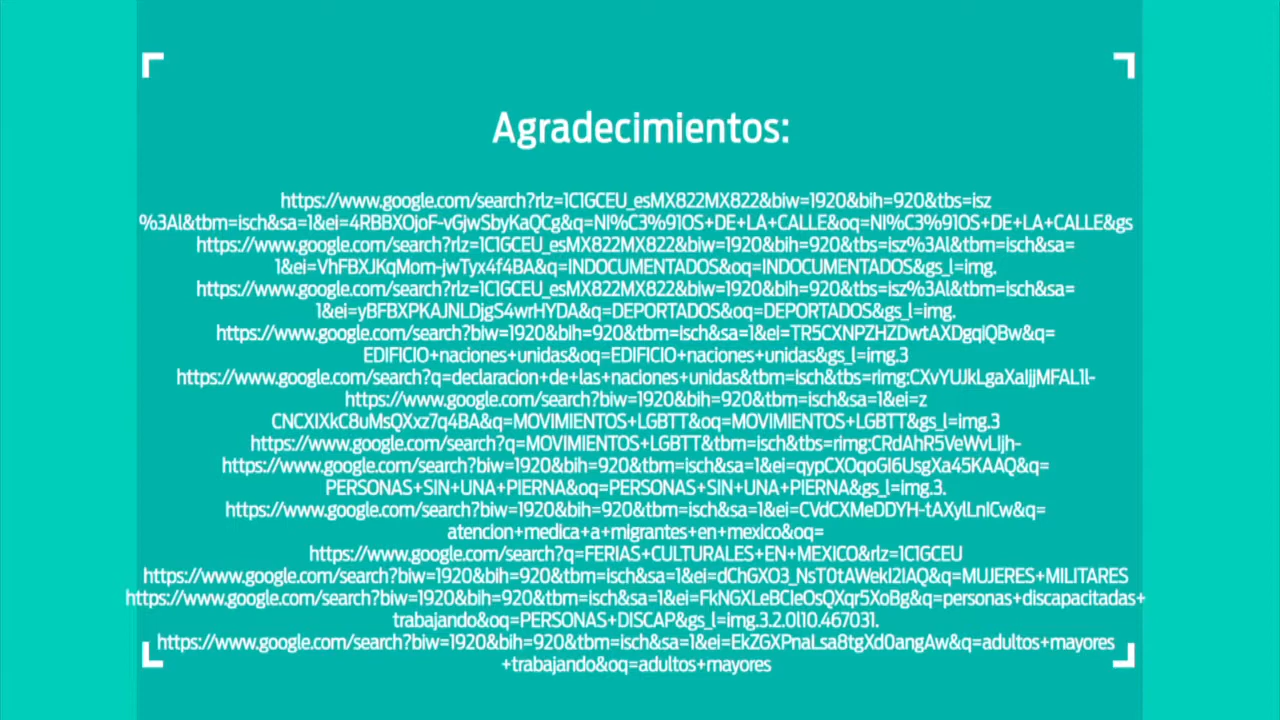 Agradecimientos:
https://www.google.com/search?rlz=1C1GCEU_esMX822MX822&biw=1920&bih=920&tbs=isz
%3Al&tbm=isch&sa=1&ei=4RBBXOjoF-vGjwSbyKaQCg&q=NI%C3%91OS+DE+LA+CALLE&oq=NI%C3%91OS+DE+LA+CALLE&gs
https://www.google.com/search?rlz=1C1GCEU_esMX822MX822&biw=1920&bih=920&tbs=isz%3Al&tbm=isch&sa=
1&ei=VhFBXJKqMom-jwTyx4f4BA&q=INDOCUMENTADOS&oq=INDOCUMENTADOS&gs_l=img.
https://www.google.com/search?rlz=1C1GCEU_esMX822MX822&biw=1920&bih=920&tbs=isz%3Al&tbm=isch&sa=
1&ei=yBFBXPKAJNLDjgS4wrHYDA&q=DEPORTADOS&oq=DEPORTADOS&gs_l=img.
https://www.google.com/search?biw=1920&bih=920&tbm=isch&sa=1&ei=TR5CXNPZHZDwtAXDgqIQBw&q=
EDIFICIO+naciones+unidas&oq=EDIFICIO+naciones+unidas&gs_l=img.3
https://www.google.com/search?q=declaracion+de+las+naciones+unidas&tbm=isch&tbs=rimg:CXvYUJkLgaXaIjjMFAL1l-
https://www.google.com/search?biw=1920&bih=920&tbm=isch&sa=1&ei=z
CNCXIXkC8uMsQXxz7q4BA&q=MOVIMIENTOS+LGBTT&oq=MOVIMIENTOS+LGBTT&gs_l=img.3
https://www.google.com/search?q=MOVIMIENTOS+LGBTT&tbm=isch&tbs=rimg:CRdAhR5VeWvLIjh-
https://www.google.com/search?biw=1920&bih=920&tbm=isch&sa=1&ei=qypCXOqoGI6UsgXa45KAAQ&q=
PERSONAS+SIN+UNA+PIERNA&oq=PERSONAS+SIN+UNA+PIERNA&gs_l=img.3.
https://www.google.com/search?biw=1920&bih=920&tbm=isch&sa=1&ei=CVdCXMeDDYH-tAXylLnICw&q=
atencion+medica+a+migrantes+en+mexico&oq=
https://www.google.com/search?q=FERIAS+CULTURALES+EN+MEXICO&rlz=1C1GCEU
https://www.google.com/search?biw=1920&bih=920&tbm=isch&sa=1&ei=dChGXO3_NsT0tAWekI2IAQ&q=MUJERES+MILITARES
https://www.google.com/search?biw=1920&bih=920&tbm=isch&sa=1&ei=FkNGXLeBCIeOsQXqr5XoBg&q=personas+discapacitadas+
trabajando&oq=PERSONAS+DISCAP&gs_l=img.3.2.0l10.467031.
https://www.google.com/search?biw=1920&bih=920&tbm=isch&sa=1&ei=EkZGXPnaLsa8tgXd0angAw&q=adultos+mayores
+trabajando&oq=adultos+mayores